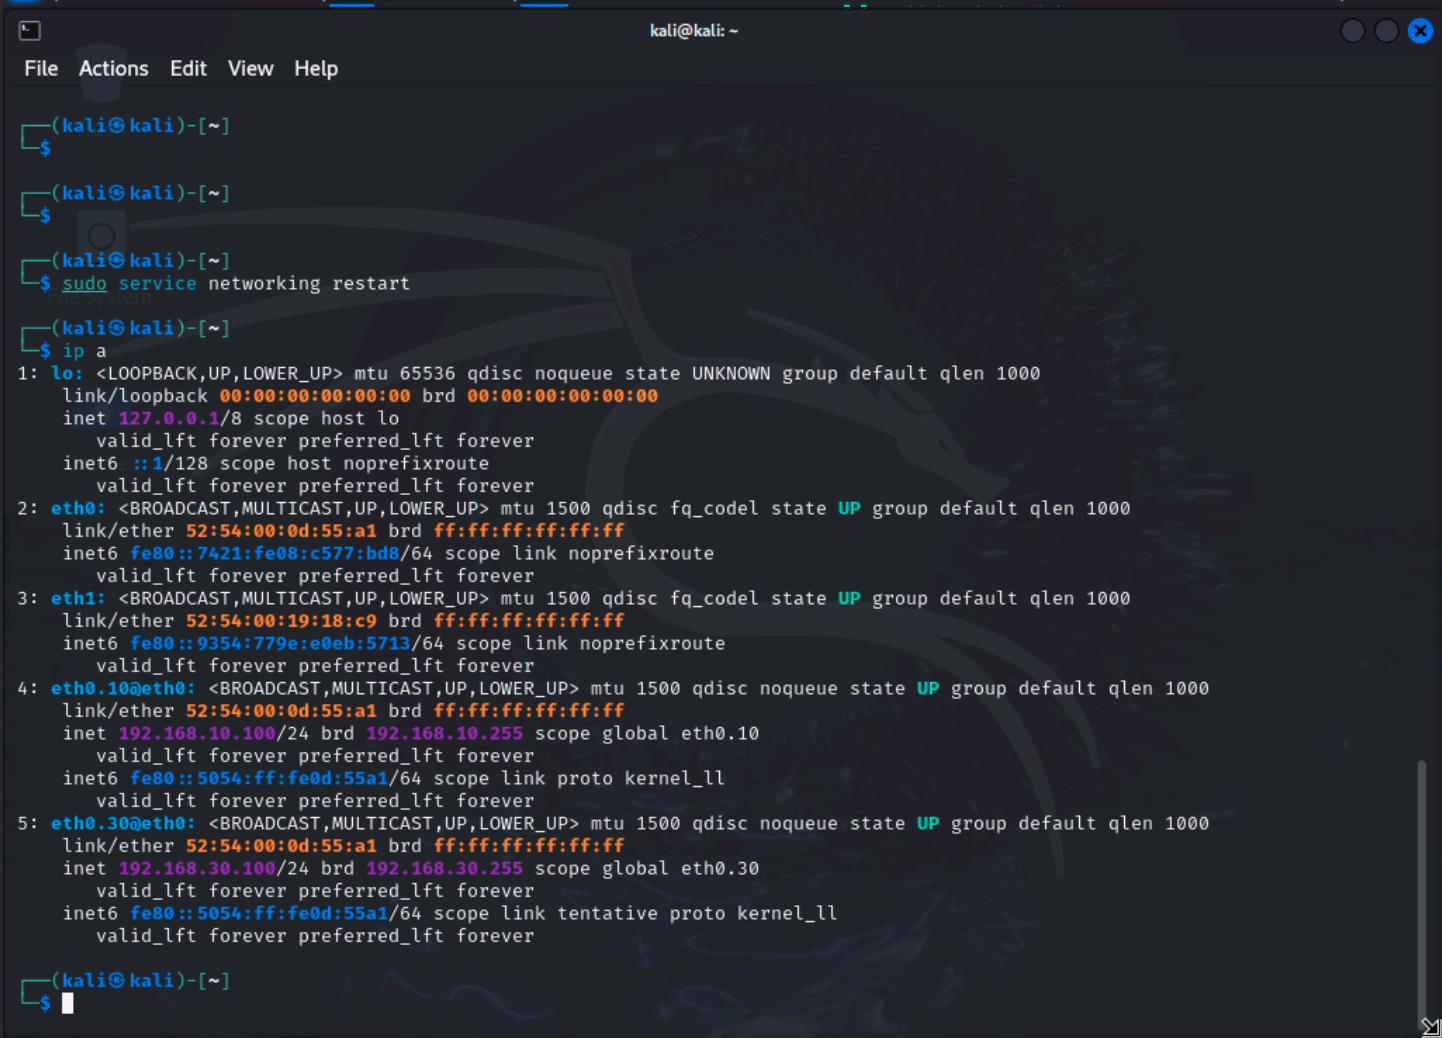 kali@kali: ~
File Actions Edit View Help
┌──(kali㉿kali)-[~]
└─$
┌──(kali㉿kali)-[~]
└─$
┌──(kali㉿kali)-[~]
└─$ sudo service networking restart
File System
┌──(kali㉿kali)-[~]
└─$ ip a
1: lo: <LOOPBACK,UP,LOWER_UP> mtu 65536 qdisc noqueue state UNKNOWN group default qlen 1000
    link/loopback 00:00:00:00:00:00 brd 00:00:00:00:00:00
    inet 127.0.0.1/8 scope host lo
       valid_lft forever preferred_lft forever
    inet6 ::1/128 scope host noprefixroute
       valid_lft forever preferred_lft forever
2: eth0: <BROADCAST,MULTICAST,UP,LOWER_UP> mtu 1500 qdisc fq_codel state UP group default qlen 1000
    link/ether 52:54:00:0d:55:a1 brd ff:ff:ff:ff:ff:ff
    inet6 fe80::7421:fe08:c577:bd8/64 scope link noprefixroute
       valid_lft forever preferred_lft forever
3: eth1: <BROADCAST,MULTICAST,UP,LOWER_UP> mtu 1500 qdisc fq_codel state UP group default qlen 1000
    link/ether 52:54:00:19:18:c9 brd ff:ff:ff:ff:ff:ff
    inet6 fe80::9354:779e:e0eb:5713/64 scope link noprefixroute
       valid_lft forever preferred_lft forever
4: eth0.10@eth0: <BROADCAST,MULTICAST,UP,LOWER_UP> mtu 1500 qdisc noqueue state UP group default qlen 1000
    link/ether 52:54:00:0d:55:a1 brd ff:ff:ff:ff:ff:ff
    inet 192.168.10.100/24 brd 192.168.10.255 scope global eth0.10
       valid_lft forever preferred_lft forever
    inet6 fe80::5054:ff:fe0d:55a1/64 scope link proto kernel_ll
       valid_lft forever preferred_lft forever
5: eth0.30@eth0: <BROADCAST,MULTICAST,UP,LOWER_UP> mtu 1500 qdisc noqueue state UP group default qlen 1000
    link/ether 52:54:00:0d:55:a1 brd ff:ff:ff:ff:ff:ff
    inet 192.168.30.100/24 brd 192.168.30.255 scope global eth0.30
       valid_lft forever preferred_lft forever
    inet6 fe80::5054:ff:fe0d:55a1/64 scope link tentative proto kernel_ll
       valid_lft forever preferred_lft forever
┌──(kali㉿kali)-[~]
└─$